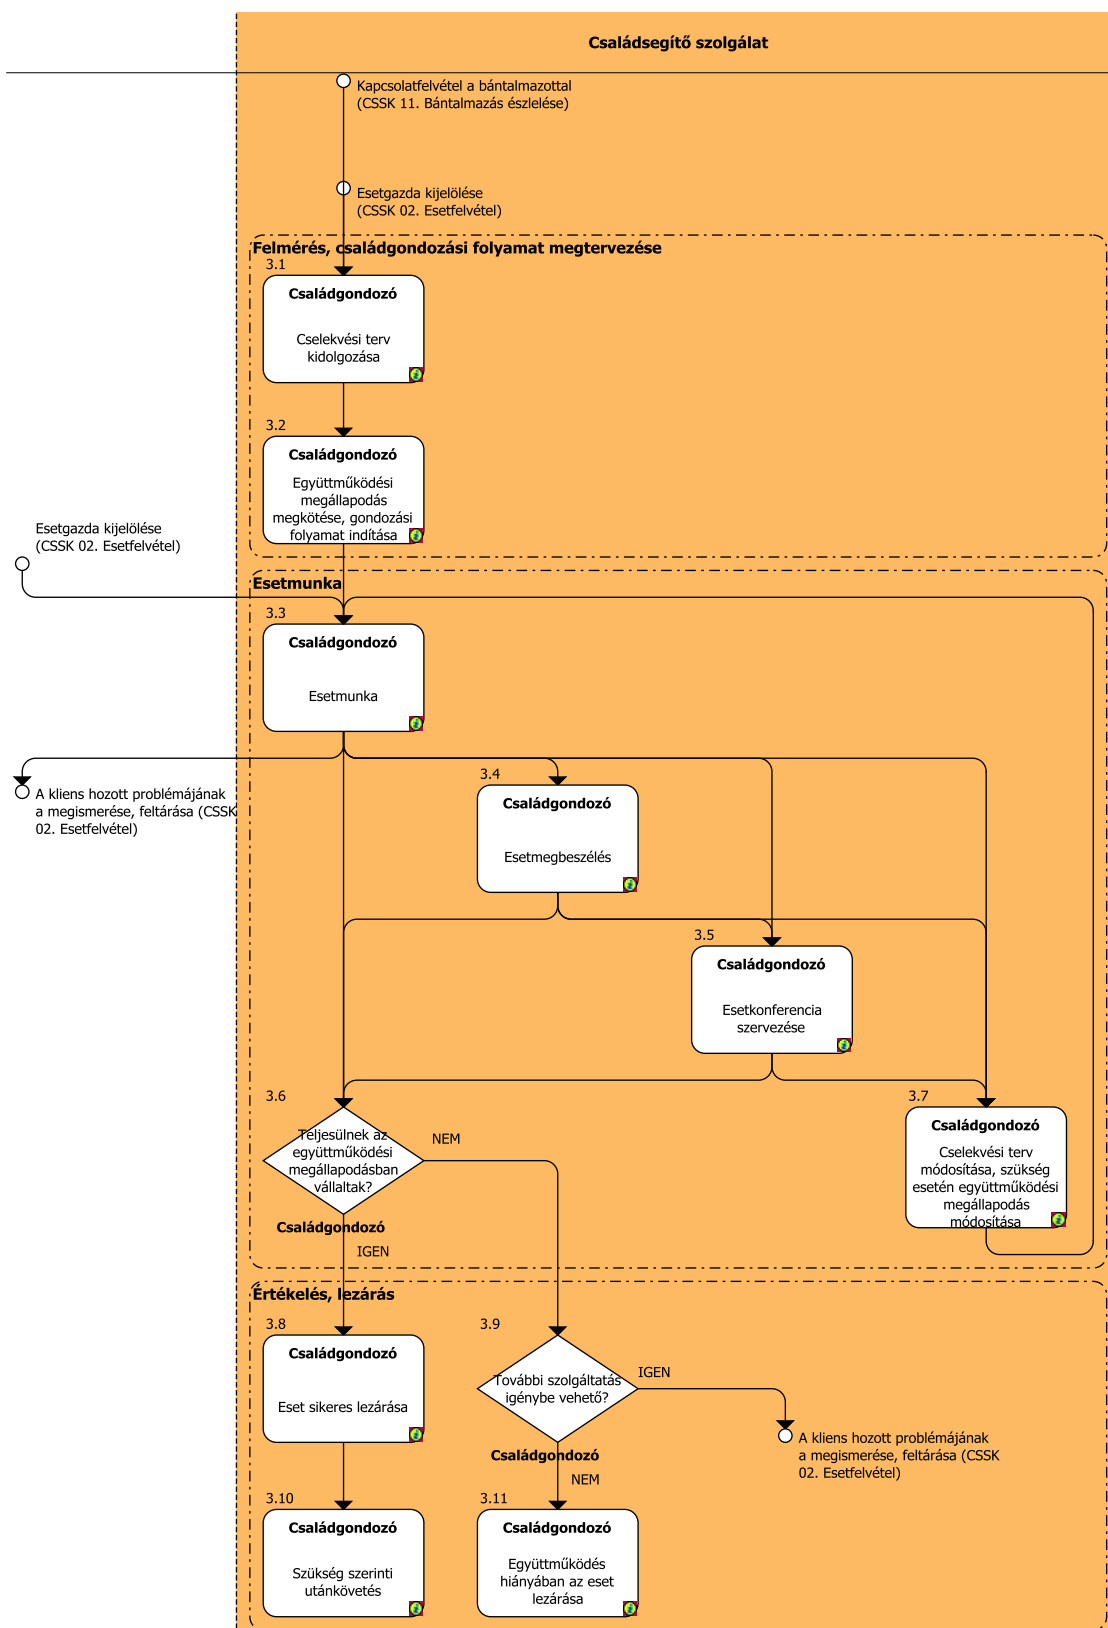 Családsegítő szolgálat
Kapcsolatfelvétel a bántalmazottal
(CSSK 11. Bántalmazás észlelése)
Esetgazda kijelölése
(CSSK 02. Esetfelvétel)
Felmérés, családgondozási folyamat megtervezése
3.1
Családgondozó
Cselekvési terv
kidolgozása
3.2
Családgondozó
Együttműködési
megállapodás
megkötése, gondozási
folyamat indítása
Esetgazda kijelölése
(CSSK 02. Esetfelvétel)
Esetmunka
3.3
Családgondozó
Esetmunka
A kliens hozott problémájának
a megismerése, feltárása (CSSK
02. Esetfelvétel)
3.4
Családgondozó
Esetmegbeszélés
3.5
Családgondozó
Esetkonferencia
szervezése
3.6
Teljesülnek az
együttműködési
megállapodásban
vállaltak?
Családgondozó
NEM
IGEN
3.7
Családgondozó
Cselekvési terv
módosítása, szükség
esetén együttműködési
megállapodás
módosítása
Értékelés, lezárás
3.8
Családgondozó
Eset sikeres lezárása
3.9
További szolgáltatás
igénybe vehető?
Családgondozó
IGEN
NEM
A kliens hozott problémájának
a megismerése, feltárása (CSSK
02. Esetfelvétel)
3.10
Családgondozó
Szükség szerinti
utánkövetés
3.11
Családgondozó
Együttműködés
hiányában az eset
lezárása